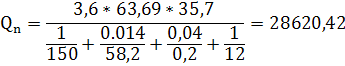 Qₙ = 3,6 * 63,69 * 35,7 / (1/150 + 0.014/58,2 + 0,04/0,2 + 1/12) = 28620,42